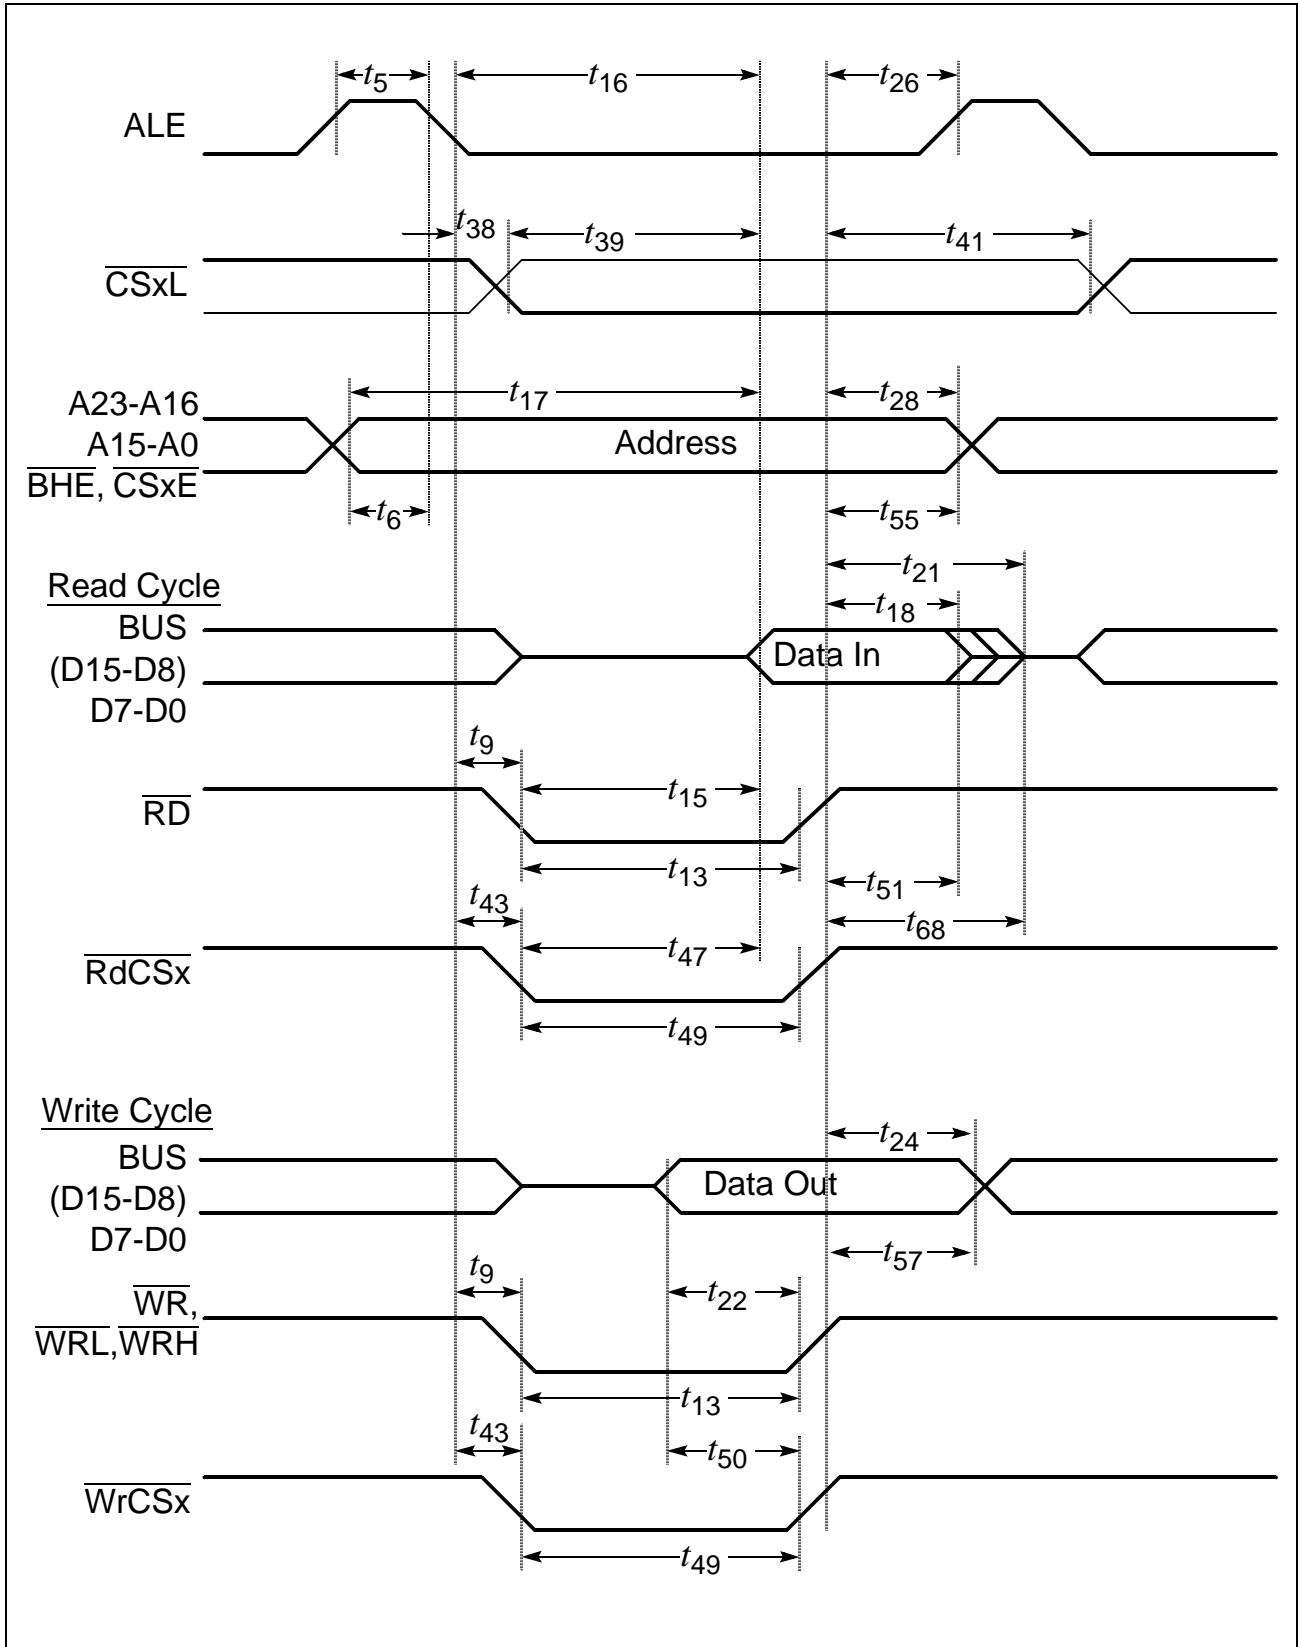 t5 t16 t26
ALE
t38 t39 t41
CSxL
t17 t28
A23-A16
A15-A0 Address
BHE, CSxE
t6 t55
t21
Read Cycle
t18
BUS
(D15-D8) Data In
D7-D0
t9
t15
RD
t13 t51
t43 t68
t47
RdCSx
t49
Write Cycle
t24
BUS
(D15-D8) Data Out
D7-D0
t57
t9
WR, t22
WRL,WRH
t13
t43 t50
WrCSx
t49